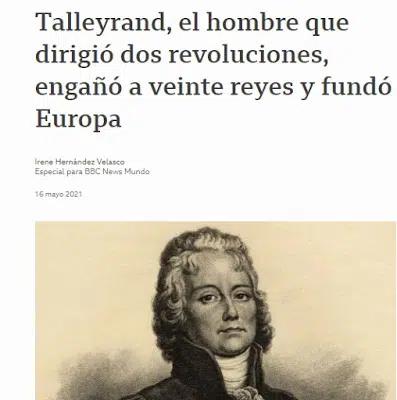 Talleyrand, el hombre que
dirigió dos revoluciones,
engañó a veinte reyes y fundó
Europa
Irene Hernández Velasco
Especial para BBC News Mundo
16 mayo 2021